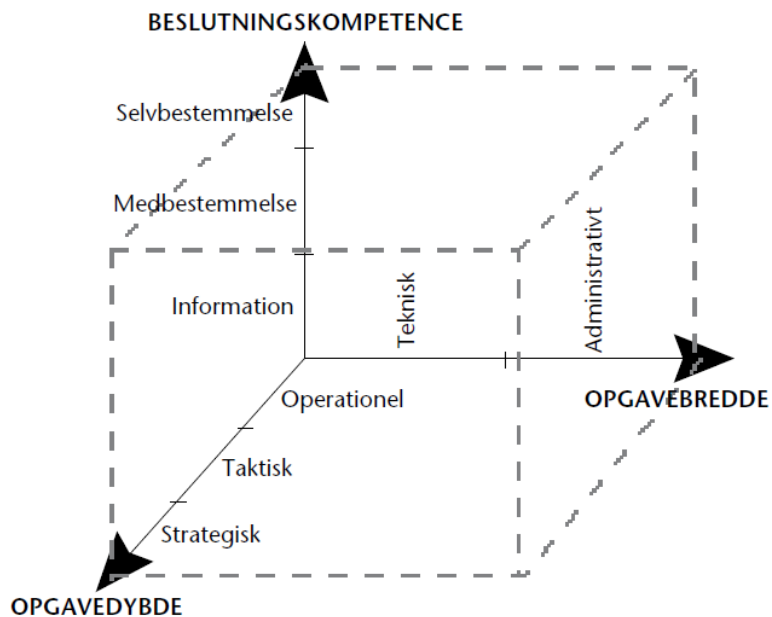 BESLUTNINGSKOMPETENCE
Selvbestemmelse
Medbestemmelse
Information
Teknisk
Administrativt
Operationel
OPGAVEBREDDE
Taktisk
Strategisk
OPGAVEDYBDE